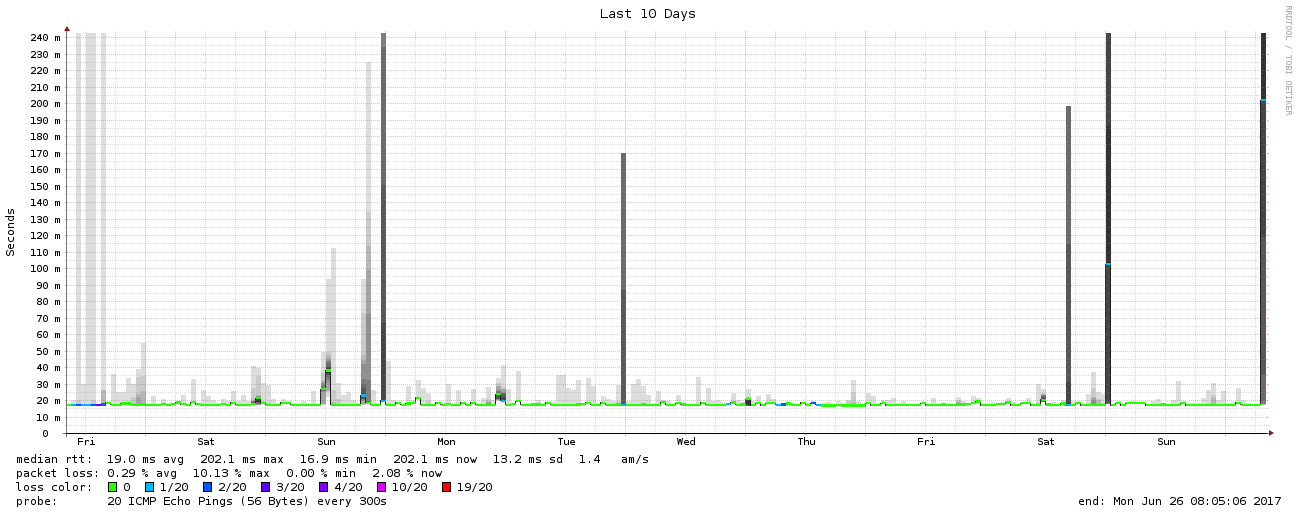 Last 10 Days
RRDTOOL / TOBI OETIKER
Seconds
240 m
230 m
220 m
210 m
200 m
190 m
180 m
170 m
160 m
150 m
140 m
130 m
120 m
110 m
100 m
90 m
80 m
70 m
60 m
50 m
40 m
30 m
20 m
10 m
0
Fri Sat Sun Mon Tue Wed Thu Fri Sat Sun
median rtt: 19.0 ms avg 202.1 ms max 16.9 ms min 202.1 ms now 13.2 ms sd 1.4 am/s
packet loss: 0.29 % avg 10.13 % max 0.00 % min 2.08 % now
loss color: 0 1/20 2/20 3/20 4/20 10/20 19/20
probe: 20 ICMP Echo Pings (56 Bytes) every 300s end: Mon Jun 26 08:05:06 2017